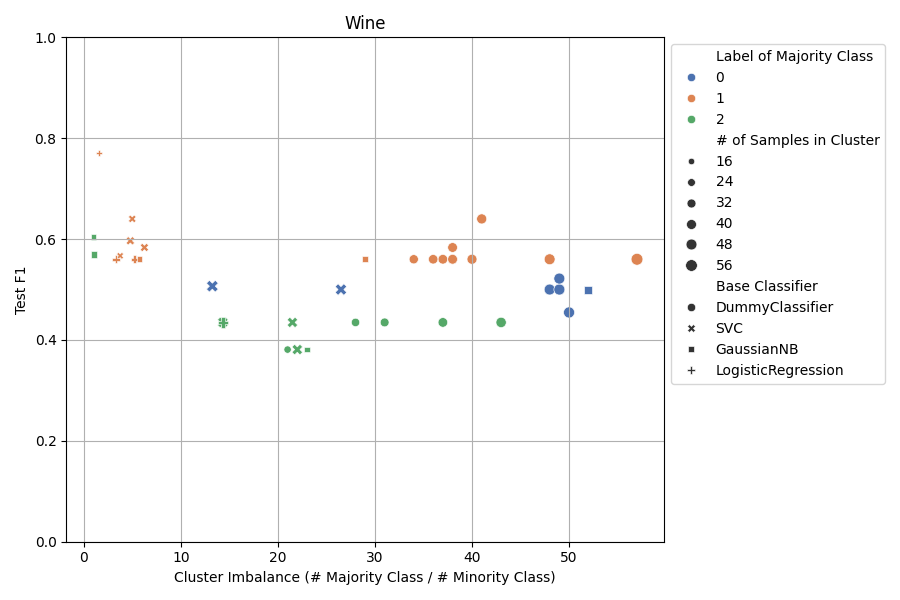 Wine
Test F1
1.0
0.8
0.6
0.4
0.2
0.0
0
10
20
30
40
50
Cluster Imbalance (# Majority Class / # Minority Class)
Label of Majority Class
0
1
2
# of Samples in Cluster
16
24
32
40
48
56
Base Classifier
DummyClassifier
SVC
GaussianNB
LogisticRegression